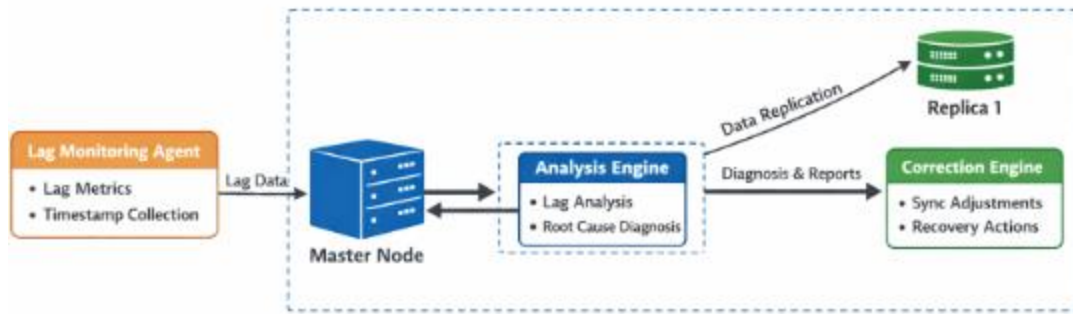 Lag Monitoring Agent
• Lag Metrics
• Timestamp Collection
Lag Data
Master Node
Analysis Engine
• Lag Analysis
• Root Cause Diagnosis
Data Replication
Replica 1
Diagnosis & Reports
Correction Engine
• Sync Adjustments
• Recovery Actions